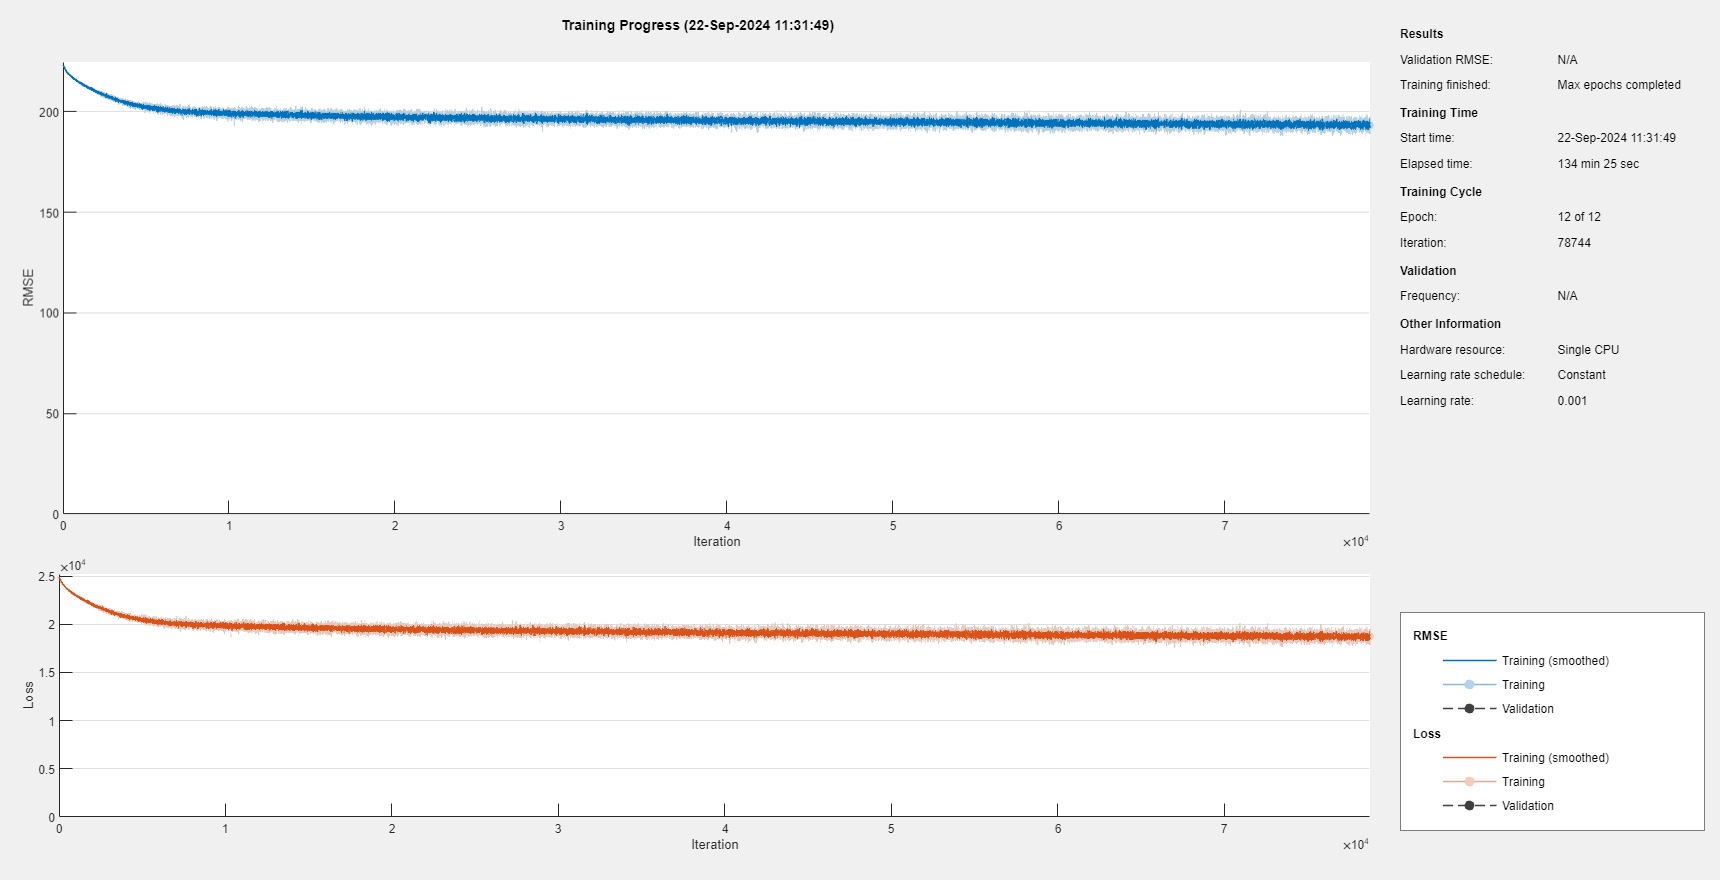 Training Progress (22-Sep-2024 11:31:49)
RMSE
200
150
100
50
0
0 1 2 3 4 5 6 7
Iteration
×10⁴
×10⁴
Loss
2.5
2
1.5
1
0.5
0
0 1 2 3 4 5 6 7
Iteration
×10⁴
Results
Validation RMSE: N/A
Training finished: Max epochs completed
Training Time
Start time: 22-Sep-2024 11:31:49
Elapsed time: 134 min 25 sec
Training Cycle
Epoch: 12 of 12
Iteration: 78744
Validation
Frequency: N/A
Other Information
Hardware resource: Single CPU
Learning rate schedule: Constant
Learning rate: 0.001
RMSE
Training (smoothed)
Training
Validation
Loss
Training (smoothed)
Training
Validation